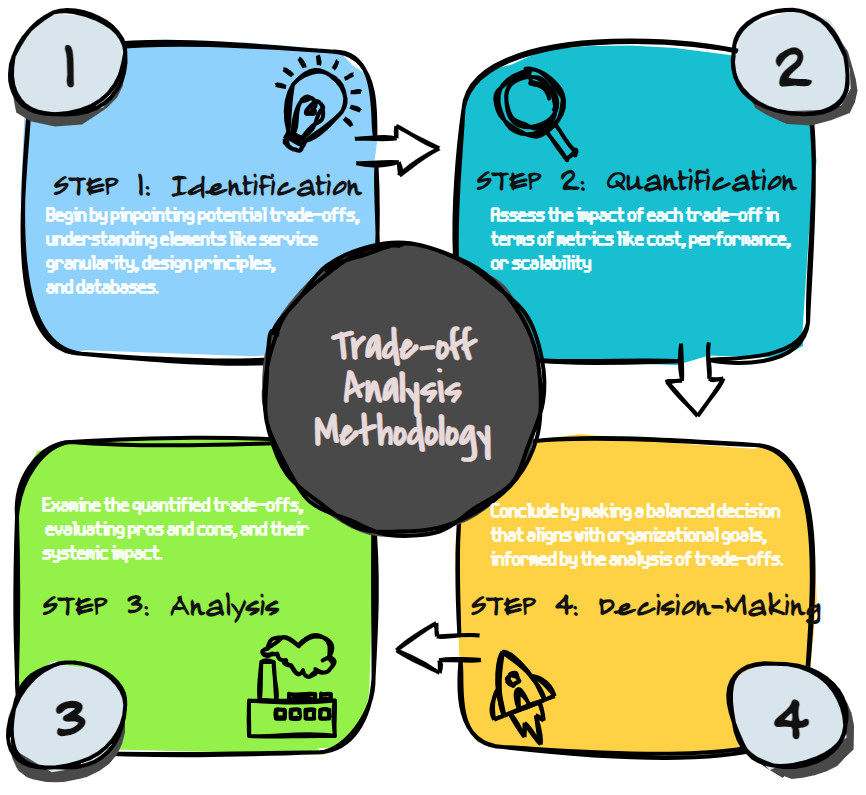 1
STEP 1: Identification
Begin by pinpointing potential trade-offs,
understanding elements like service
granularity, design principles,
and databases.
2
STEP 2: Quantification
Assess the impact of each trade-off in
terms of metrics like cost, performance,
or scalability
Trade-off
Analysis
Methodology
Examine the quantified trade-offs,
evaluating pros and cons, and their
systemic impact.
STEP 3: Analysis
3
Conclude by making a balanced decision
that aligns with organizational goals,
informed by the analysis of trade-offs.
STEP 4: Decision-Making
4